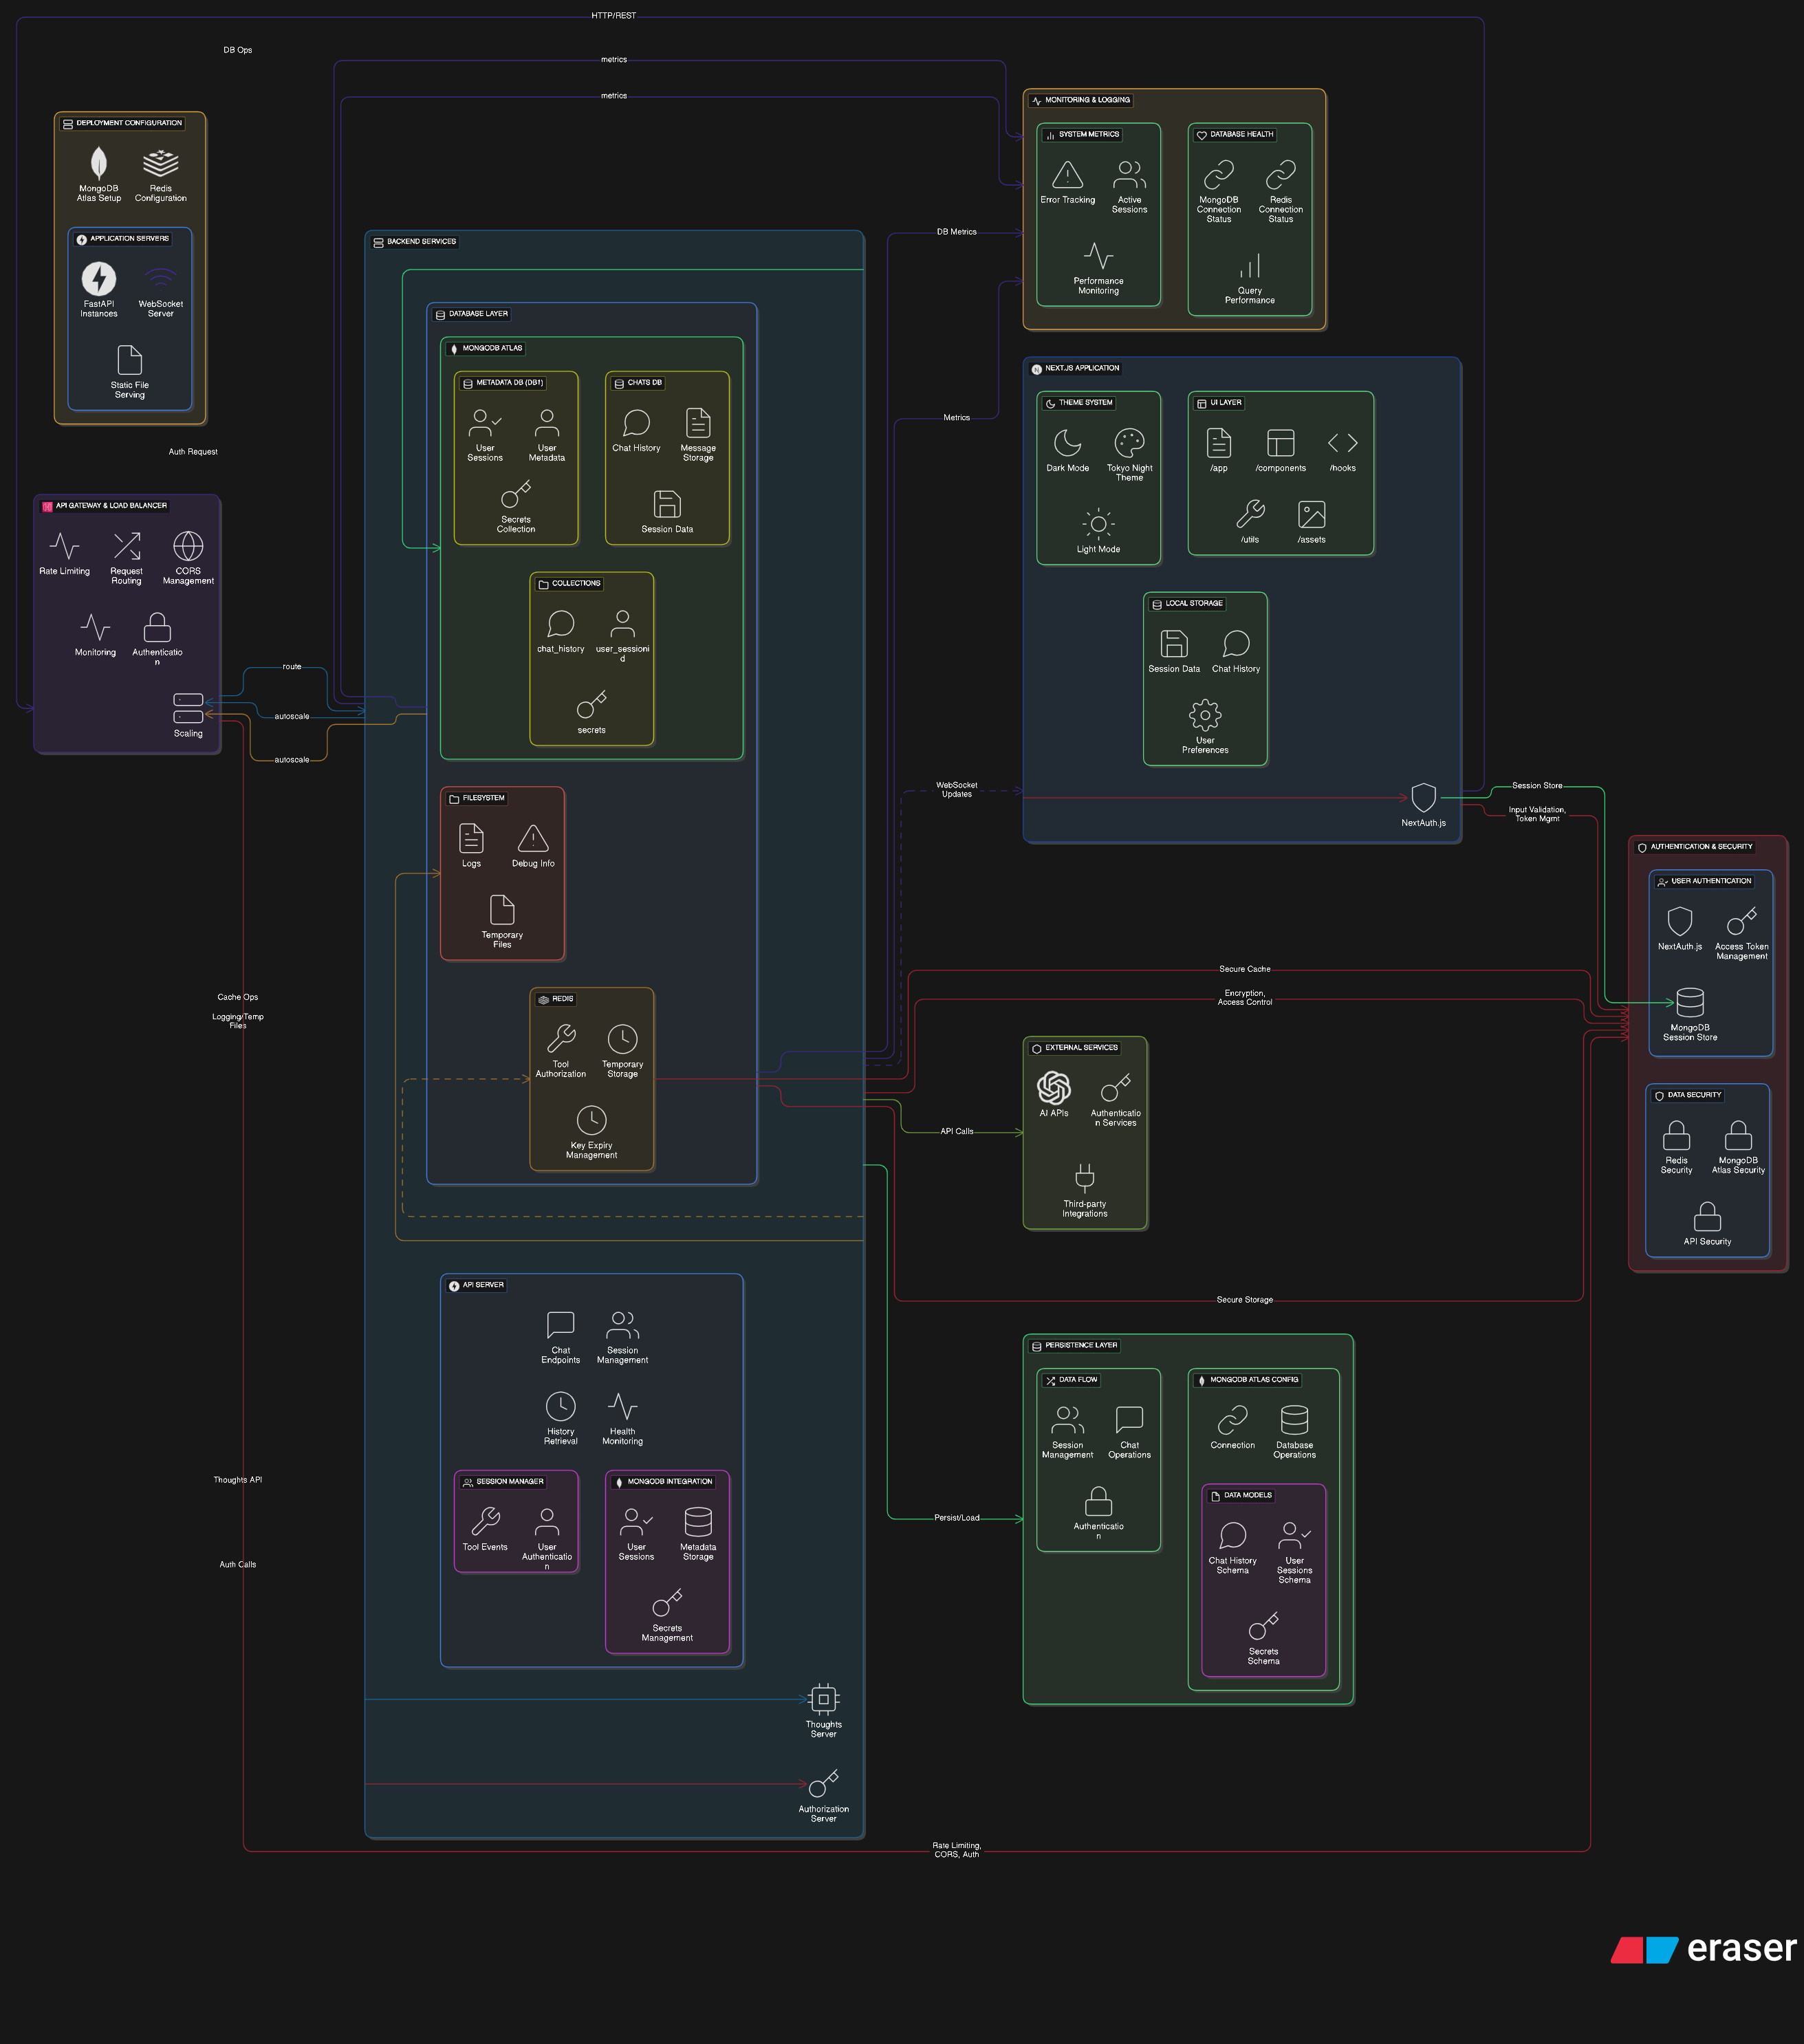 HTTP/REST
DB Ops
metrics
metrics
DEPLOYMENT CONFIGURATION
MongoDB
Atlas Setup
Redis
Configuration
APPLICATION SERVERS
FastAPI
Instances
WebSocket
Server
Static File
Serving
Auth Request
API GATEWAY & LOAD BALANCER
Rate Limiting
Request
Routing
CORS
Management
Monitoring
Authenticatio
n
Scaling
route
autoscale
autoscale
Cache Ops
Logging/Temp
Files
Thoughts API
Auth Calls
BACKEND SERVICES
DATABASE LAYER
MONGODB ATLAS
METADATA DB (DB1)
User
Sessions
User
Metadata
Secrets
Collection
CHATS DB
Chat History
Message
Storage
Session Data
COLLECTIONS
chat_history
user_sessioni
d
secrets
FILESYSTEM
Logs
Debug Info
Temporary
Files
REDIS
Tool
Authorization
Temporary
Storage
Key Expiry
Management
API SERVER
Chat
Endpoints
Session
Management
History
Retrieval
Health
Monitoring
SESSION MANAGER
Tool Events
User
Authenticatio
n
MONGODB INTEGRATION
User
Sessions
Metadata
Storage
Secrets
Management
Thoughts
Server
Authorization
Server
DB Metrics
Metrics
WebSocket
Updates
API Calls
Persist/Load
Rate Limiting,
CORS, Auth
MONITORING & LOGGING
SYSTEM METRICS
Error Tracking
Active
Sessions
Performance
Monitoring
DATABASE HEALTH
MongoDB
Connection
Status
Redis
Connection
Status
Query
Performance
N
NEXT.JS APPLICATION
THEME SYSTEM
Dark Mode
Tokyo Night
Theme
Light Mode
UI LAYER
/app
/components
/hooks
/utils
/assets
LOCAL STORAGE
Session Data
Chat History
User
Preferences
NextAuth.js
Session Store
Input Validation,
Token Mgmt
Secure Cache
Encryption,
Access Control
EXTERNAL SERVICES
AI APIs
Authenticatio
n Services
Third-party
Integrations
Secure Storage
PERSISTENCE LAYER
DATA FLOW
Session
Management
Chat
Operations
Authenticatio
n
MONGODB ATLAS CONFIG
Connection
Database
Operations
DATA MODELS
Chat History
Schema
User
Sessions
Schema
Secrets
Schema
AUTHENTICATION & SECURITY
USER AUTHENTICATION
NextAuth.js
Access Token
Management
MongoDB
Session Store
DATA SECURITY
Redis
Security
MongoDB
Atlas Security
API Security
eraser